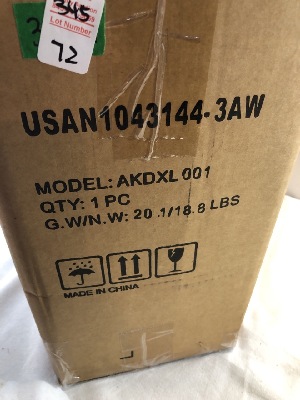 345
Lot Number
72
USAN1043144-3AW
MODEL: AKDXL 001
QTY: 1 PC
G.W/N.W: 20.1/18.8 LBS
MADE IN CHINA